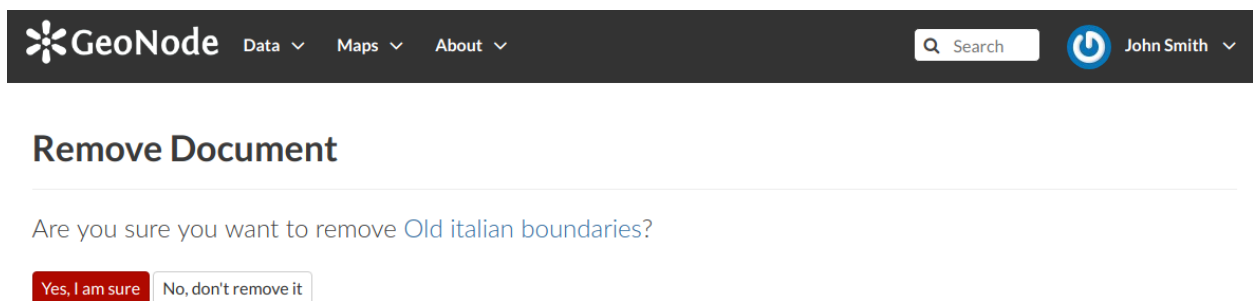 GeoNode Data Maps About Search John Smith
Remove Document
Are you sure you want to remove Old italian boundaries?
Yes, I am sure No, don't remove it